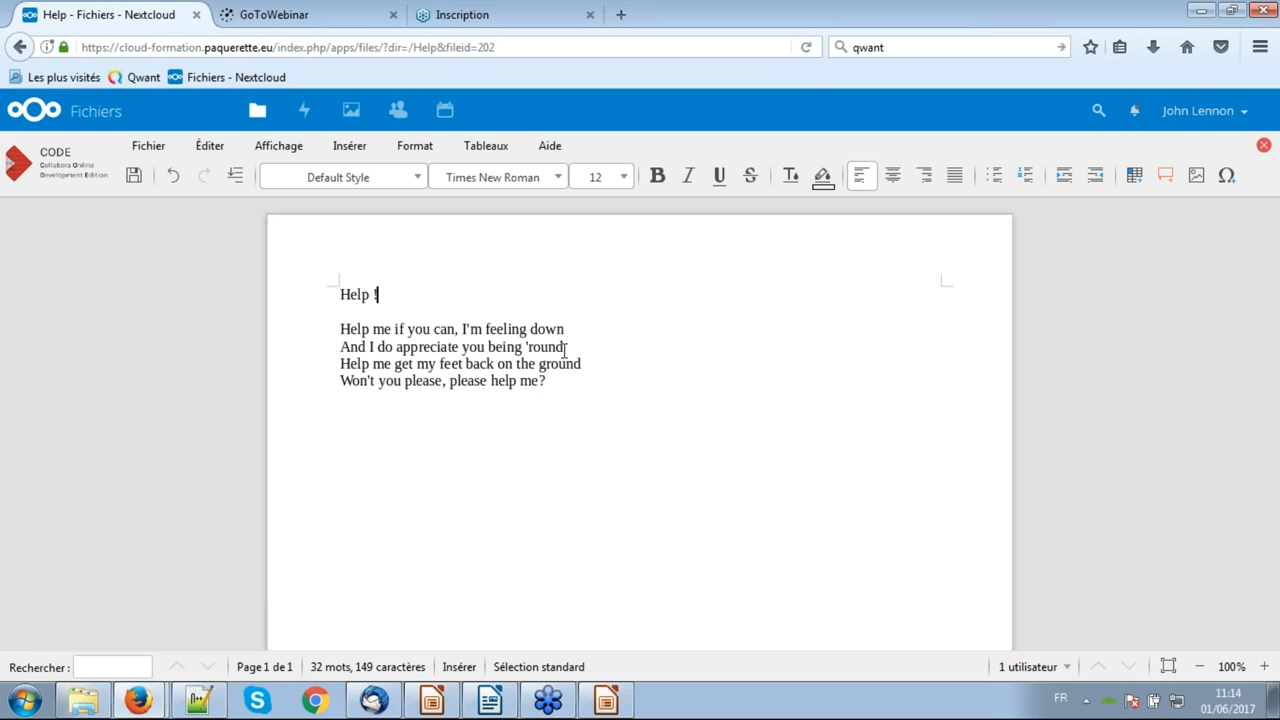 Help - Fichiers - Nextcloud
GoToWebinar
Inscription
https://cloud-formation.paquerette.eu/index.php/apps/files/?dir=/Help&fileid=202
qwant
Les plus visités
Qwant
Fichiers - Nextcloud
Fichiers
John Lennon
CODE
Collabora Online
Development Edition
Fichier
Éditer
Affichage
Insérer
Format
Tableaux
Aide
Default Style
Times New Roman
12
Help !
Help me if you can, I'm feeling down
And I do appreciate you being 'round
Help me get my feet back on the ground
Won't you please, please help me?
Rechercher :
Page 1 de 1
32 mots, 149 caractères
Insérer
Sélection standard
1 utilisateur
100%
FR
11:14
01/06/2017